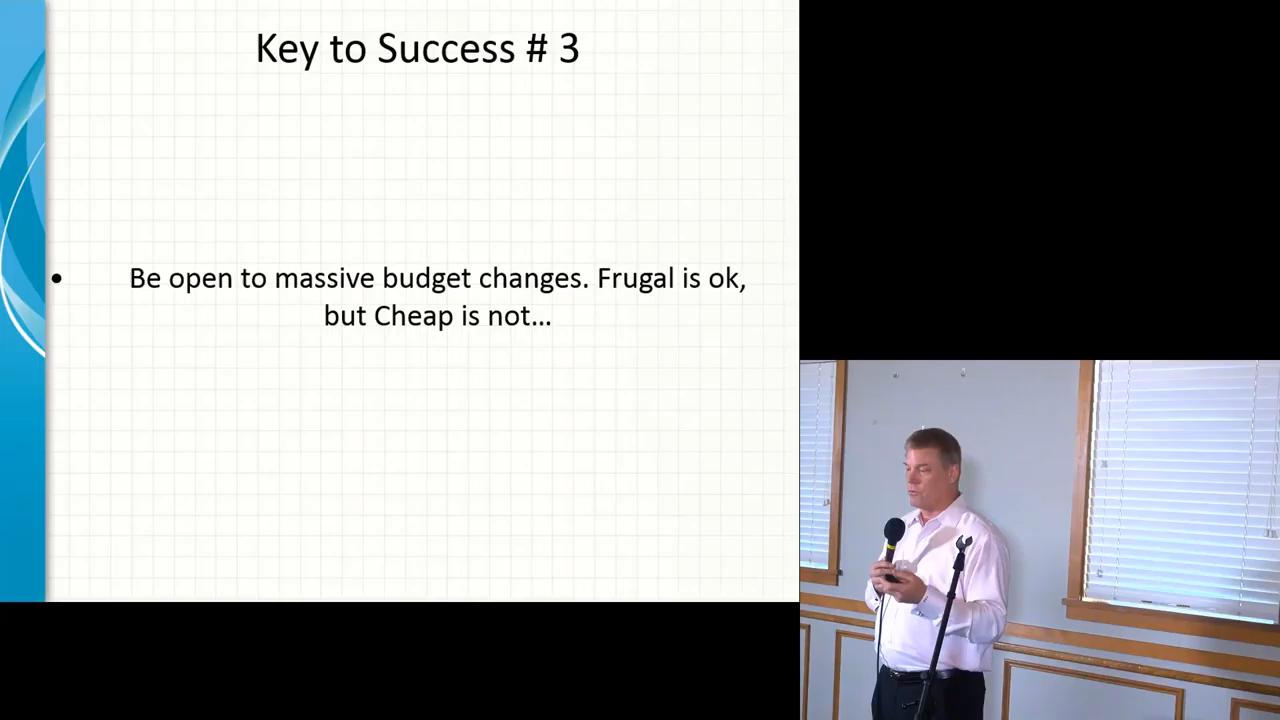 Key to Success # 3
• Be open to massive budget changes. Frugal is ok,
but Cheap is not...